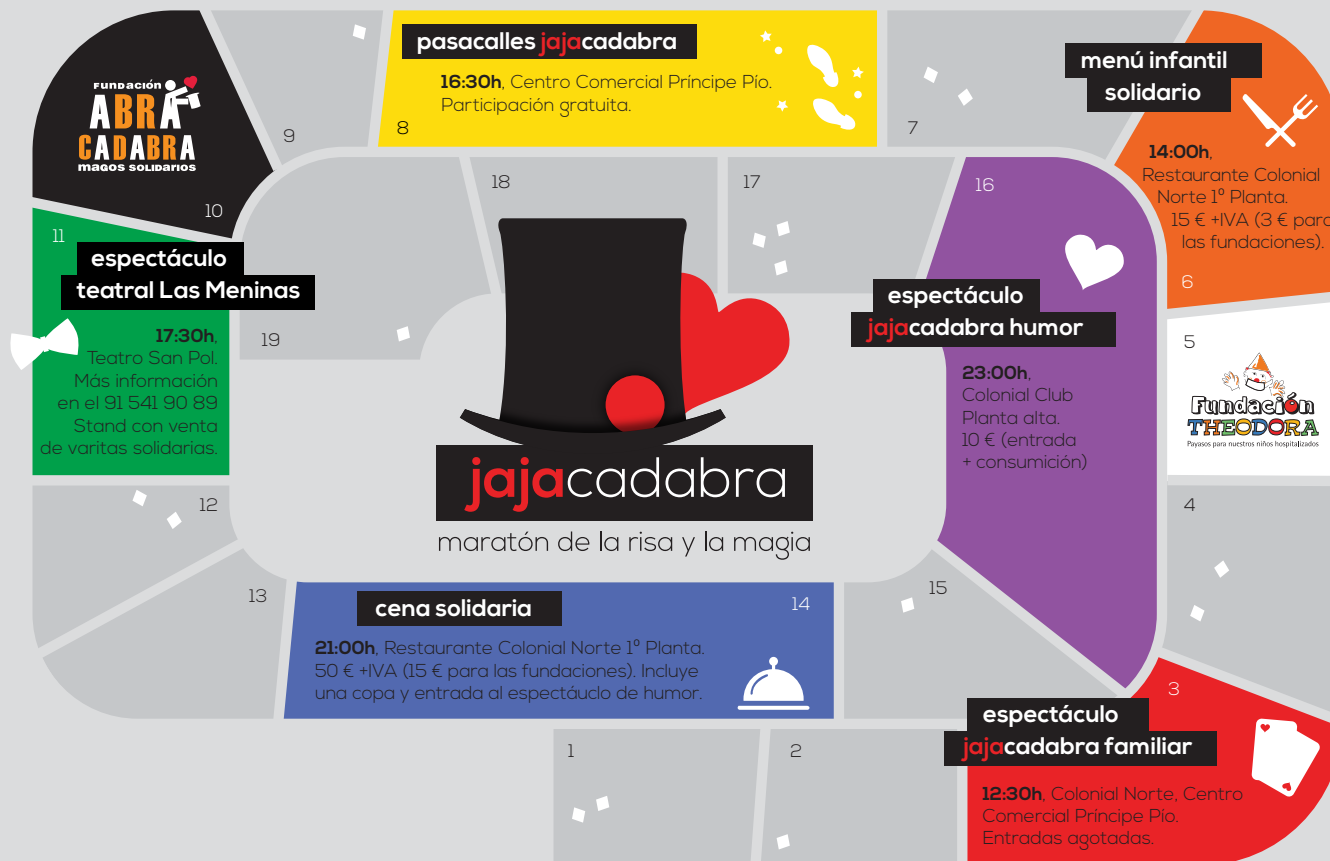 pasacalles jajacadabra
16:30h, Centro Comercial Príncipe Pío.
Participación gratuita.
menú infantil
solidario
14:00h,
Restaurante Colonial
Norte 1º Planta.
15 € +IVA (3 € para
las fundaciones).
FUNDACIÓN
ABRA
CADABRA
MAGOS SOLIDARIOS
9
8
7
10
18
17
16
6
11
espectáculo
teatral Las Meninas
17:30h,
Teatro San Pol.
Más información
en el 91 541 90 89
Stand con venta
de varitas solidarias.
19
espectáculo
jajacadabra humor
23:00h,
Colonial Club
Planta alta.
10 € (entrada
+ consumición)
5
Fundación
THEODORA
Payasos para nuestros niños hospitalizados
jajacadabra
maratón de la risa y la magia
12
4
13
15
cena solidaria
14
21:00h, Restaurante Colonial Norte 1º Planta.
50 € +IVA (15 € para las fundaciones). Incluye
una copa y entrada al espectáuclo de humor.
1
2
3
espectáculo
jajacadabra familiar
12:30h, Colonial Norte, Centro
Comercial Príncipe Pío.
Entradas agotadas.